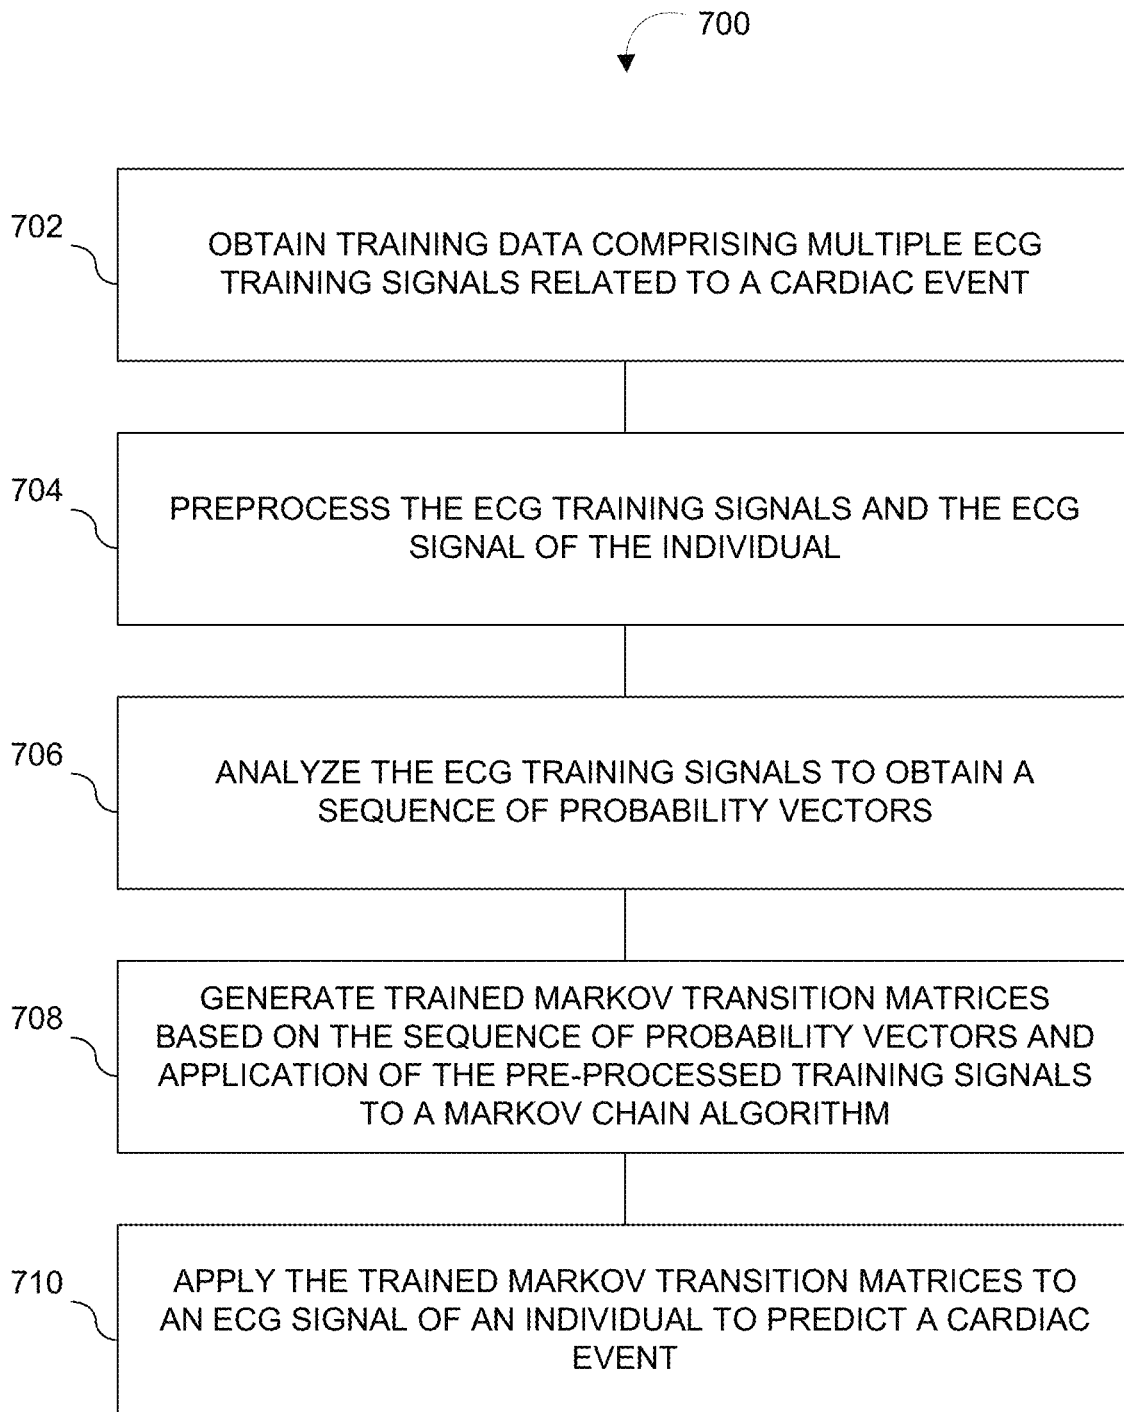 700
702
OBTAIN TRAINING DATA COMPRISING MULTIPLE ECG
TRAINING SIGNALS RELATED TO A CARDIAC EVENT
704
PREPROCESS THE ECG TRAINING SIGNALS AND THE ECG
SIGNAL OF THE INDIVIDUAL
706
ANALYZE THE ECG TRAINING SIGNALS TO OBTAIN A
SEQUENCE OF PROBABILITY VECTORS
708
GENERATE TRAINED MARKOV TRANSITION MATRICES
BASED ON THE SEQUENCE OF PROBABILITY VECTORS AND
APPLICATION OF THE PRE-PROCESSED TRAINING SIGNALS
TO A MARKOV CHAIN ALGORITHM
710
APPLY THE TRAINED MARKOV TRANSITION MATRICES TO
AN ECG SIGNAL OF AN INDIVIDUAL TO PREDICT A CARDIAC
EVENT